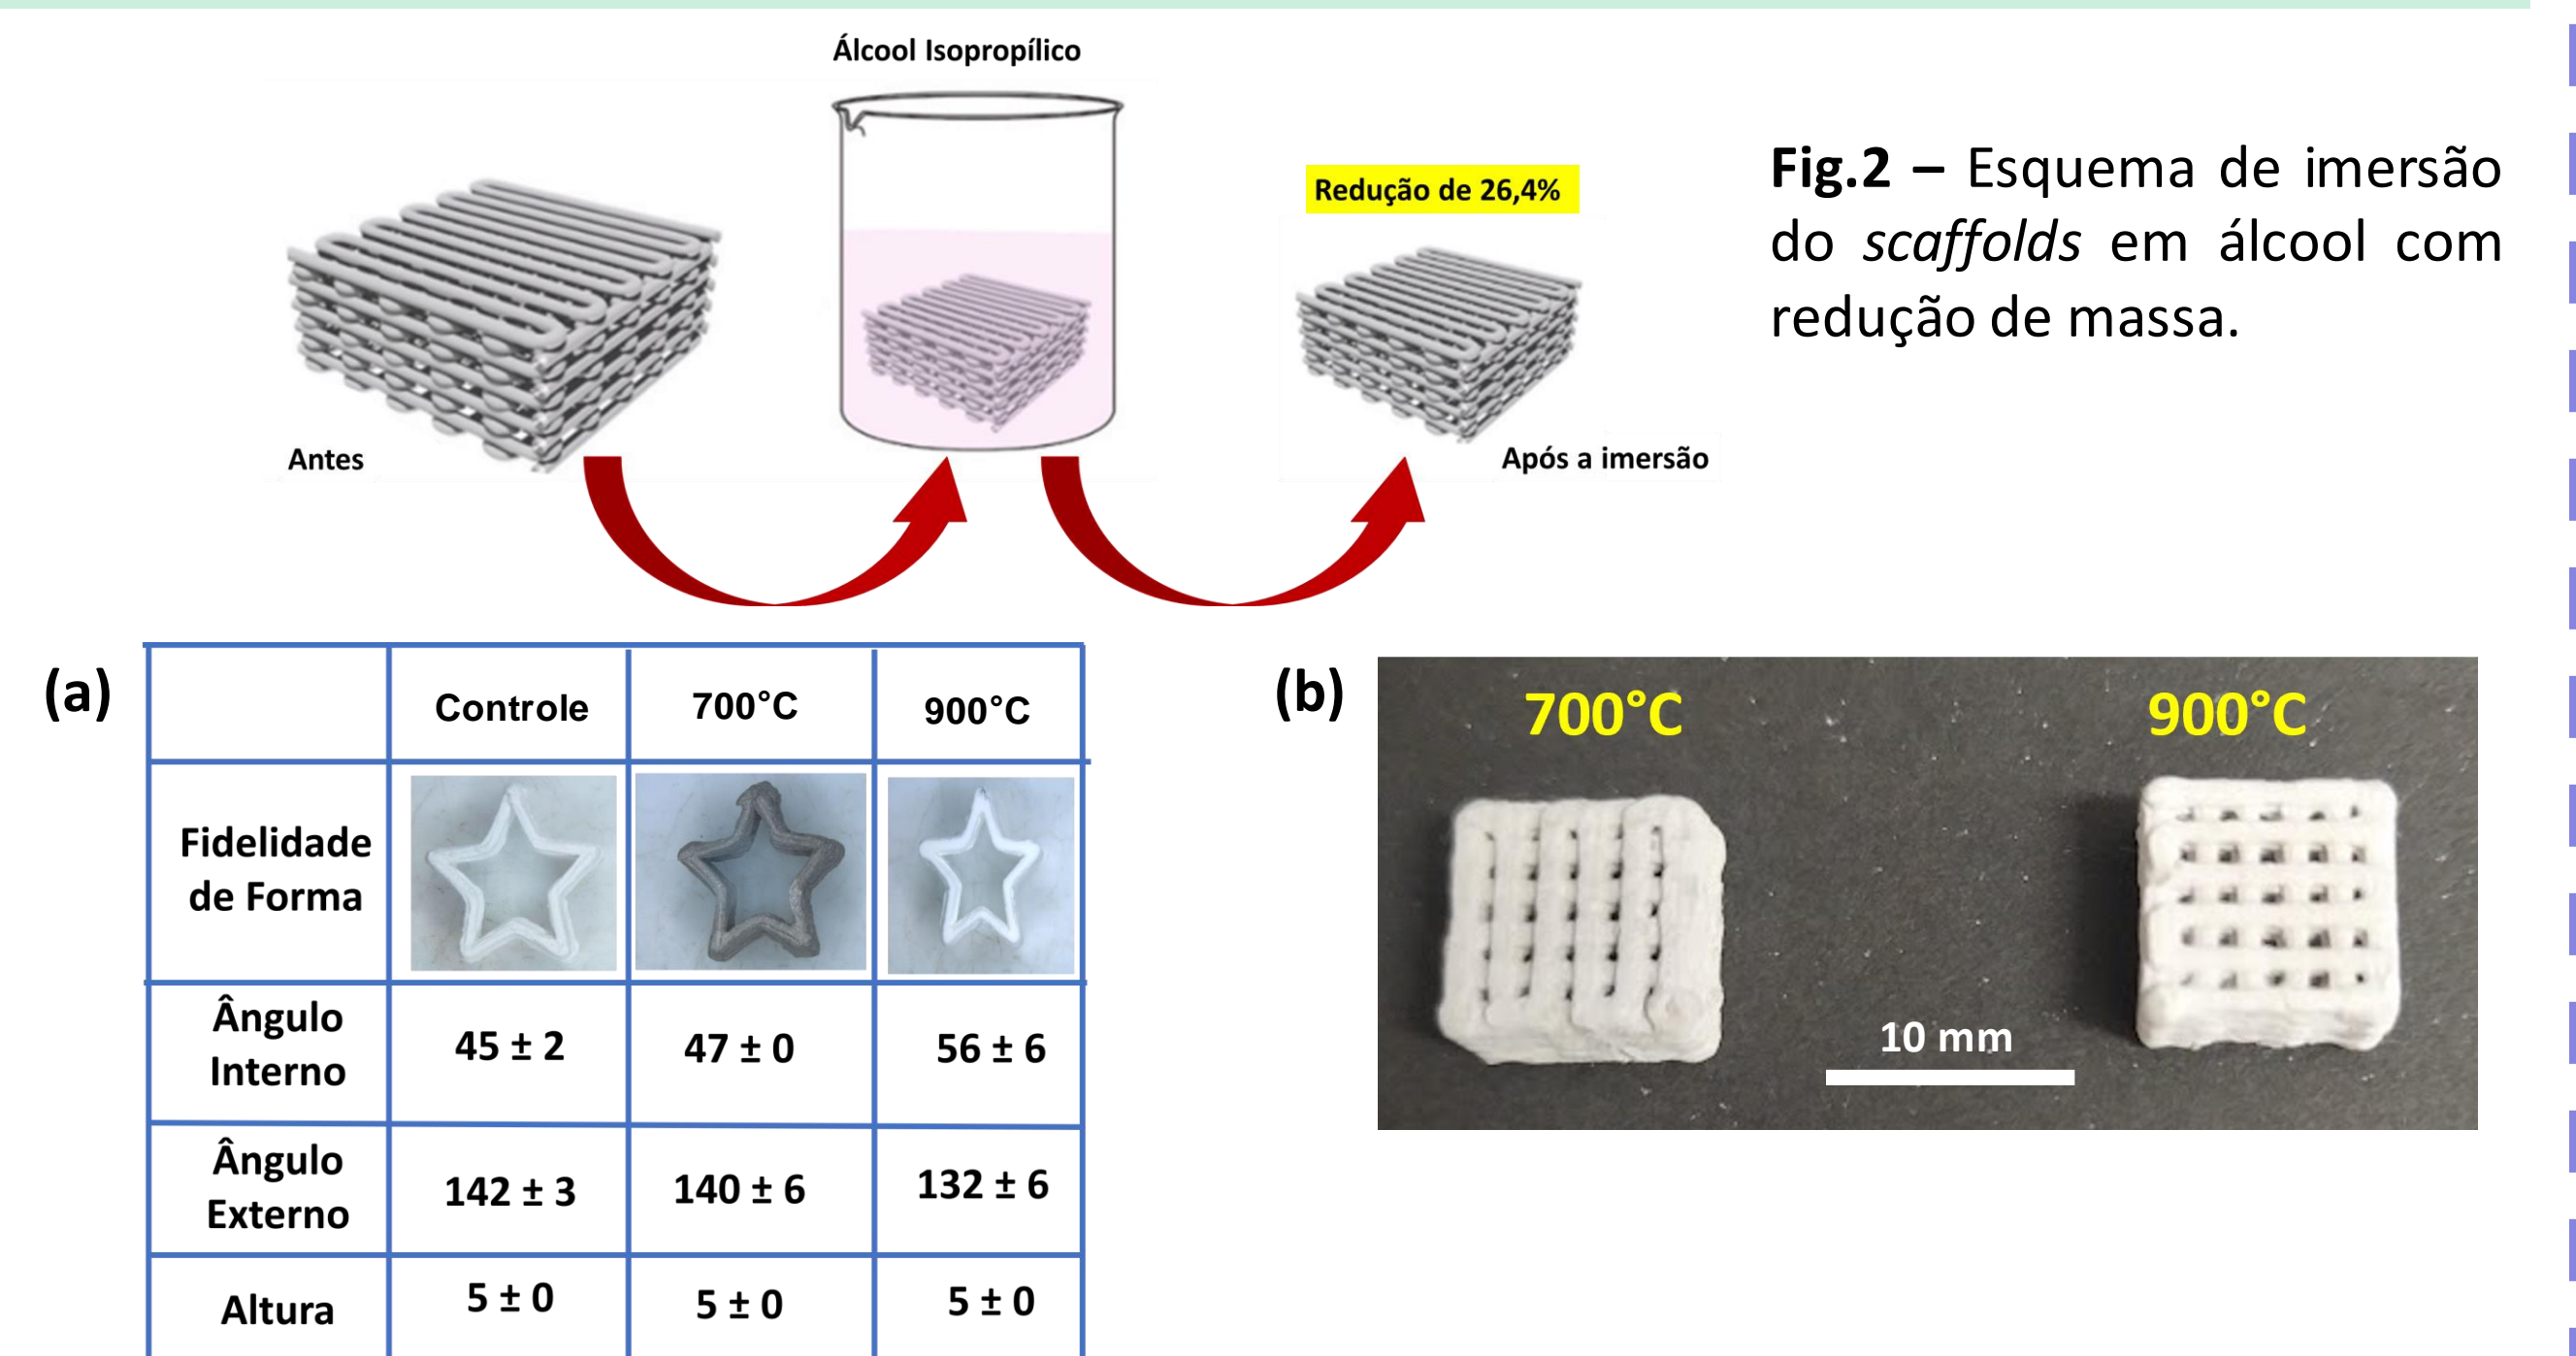 Álcool Isopropílico
Redução de 26,4%
Antes
Após a imersão
Fig.2 – Esquema de imersão
do scaffolds em álcool com
redução de massa.
(a)
Controle 700°C 900°C
Fidelidade
de Forma
Ângulo
Interno
45 ± 2 47 ± 0 56 ± 6
Ângulo
Externo
142 ± 3 140 ± 6 132 ± 6
Altura 5 ± 0 5 ± 0 5 ± 0
(b)
700°C 900°C
10 mm